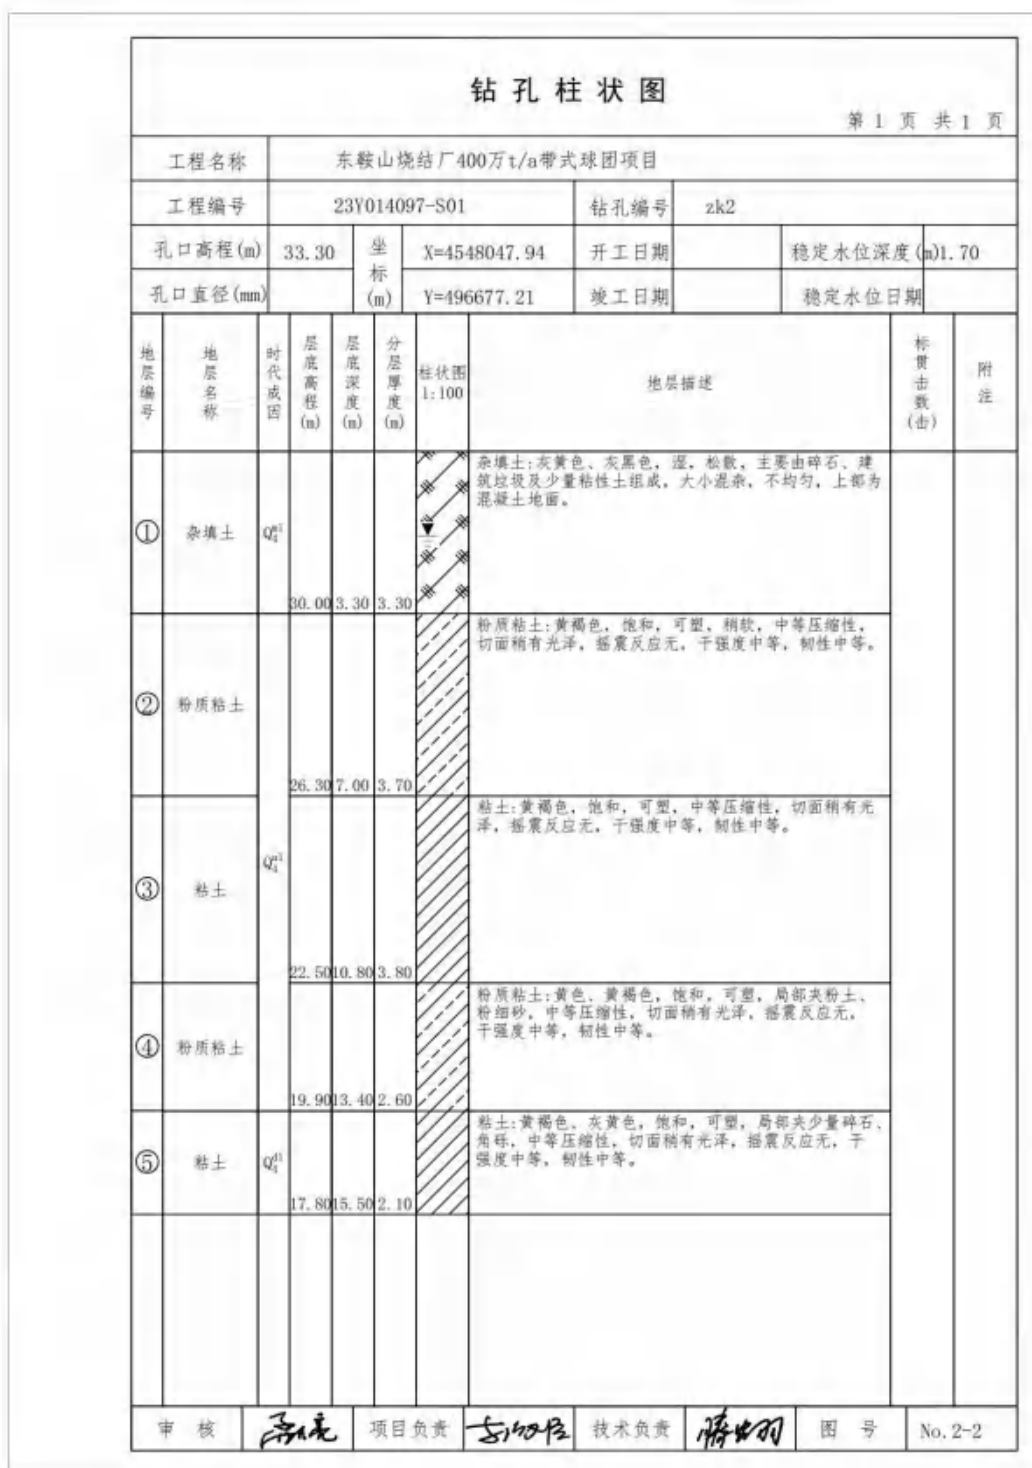 钻孔柱状图
第 1 页 共 1 页
工程名称 东鞍山烧结厂400万t/a带式球团项目
工程编号 23Y014097-S01 钻孔编号 zk2
孔口高程(m) 33.30 坐标(m) X=4548047.94 开工日期 稳定水位深度(m)1.70
孔口直径(mm) Y=496677.21 竣工日期 稳定水位日期
地层编号 地层名称 时代成因 层底高程(m) 层底深度(m) 分层厚度(m) 柱状图 1:100 地层描述 标贯击数(击) 附注
杂填土:灰黄色、灰黑色，湿，松散，主要由碎石、建
筑垃圾及少量粘性土组成，大小混杂，不均匀，上部为
混凝土地面。
① 杂填土 Q₄ᵐˡ
30.00 3.30 3.30
粉质粘土:黄褐色，饱和，可塑、稍软，中等压缩性，
切面稍有光泽，摇震反应无，干强度中等，韧性中等。
② 粉质粘土
26.30 7.00 3.70
粘土:黄褐色，饱和，可塑，中等压缩性，切面稍有光
泽，摇震反应无，干强度中等，韧性中等。
Q₄ᵃˡ
③ 粘土
22.50 10.80 3.80
粉质粘土:黄色、黄褐色，饱和，可塑，局部夹粉土、
粉细砂，中等压缩性，切面稍有光泽，摇震反应无，
干强度中等，韧性中等。
④ 粉质粘土
19.90 13.40 2.60
粘土:黄褐色、灰黄色，饱和，可塑，局部夹少量碎石、
角砾，中等压缩性，切面稍有光泽，摇震反应无，干
强度中等，韧性中等。
⑤ 粘土 Q₄ᵈˡ
17.80 15.50 2.10
审核 项目负责 技术负责 图号 No.2-2